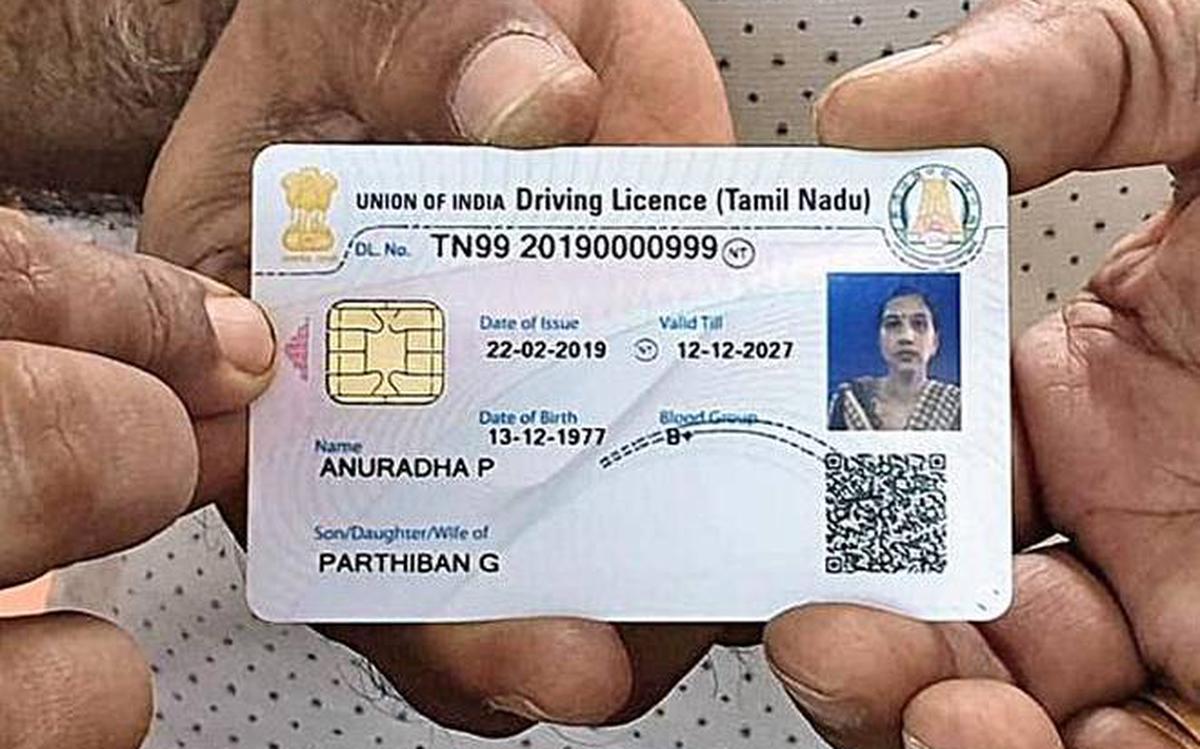 UNION OF INDIA Driving Licence (Tamil Nadu)
DL. No. TN99 20190000999 NT
Date of Issue Valid Till
22-02-2019 NT 12-12-2027
Date of Birth Blood Group
13-12-1977 B+
Name
ANURADHA P
Son/Daughter/Wife of
PARTHIBAN G